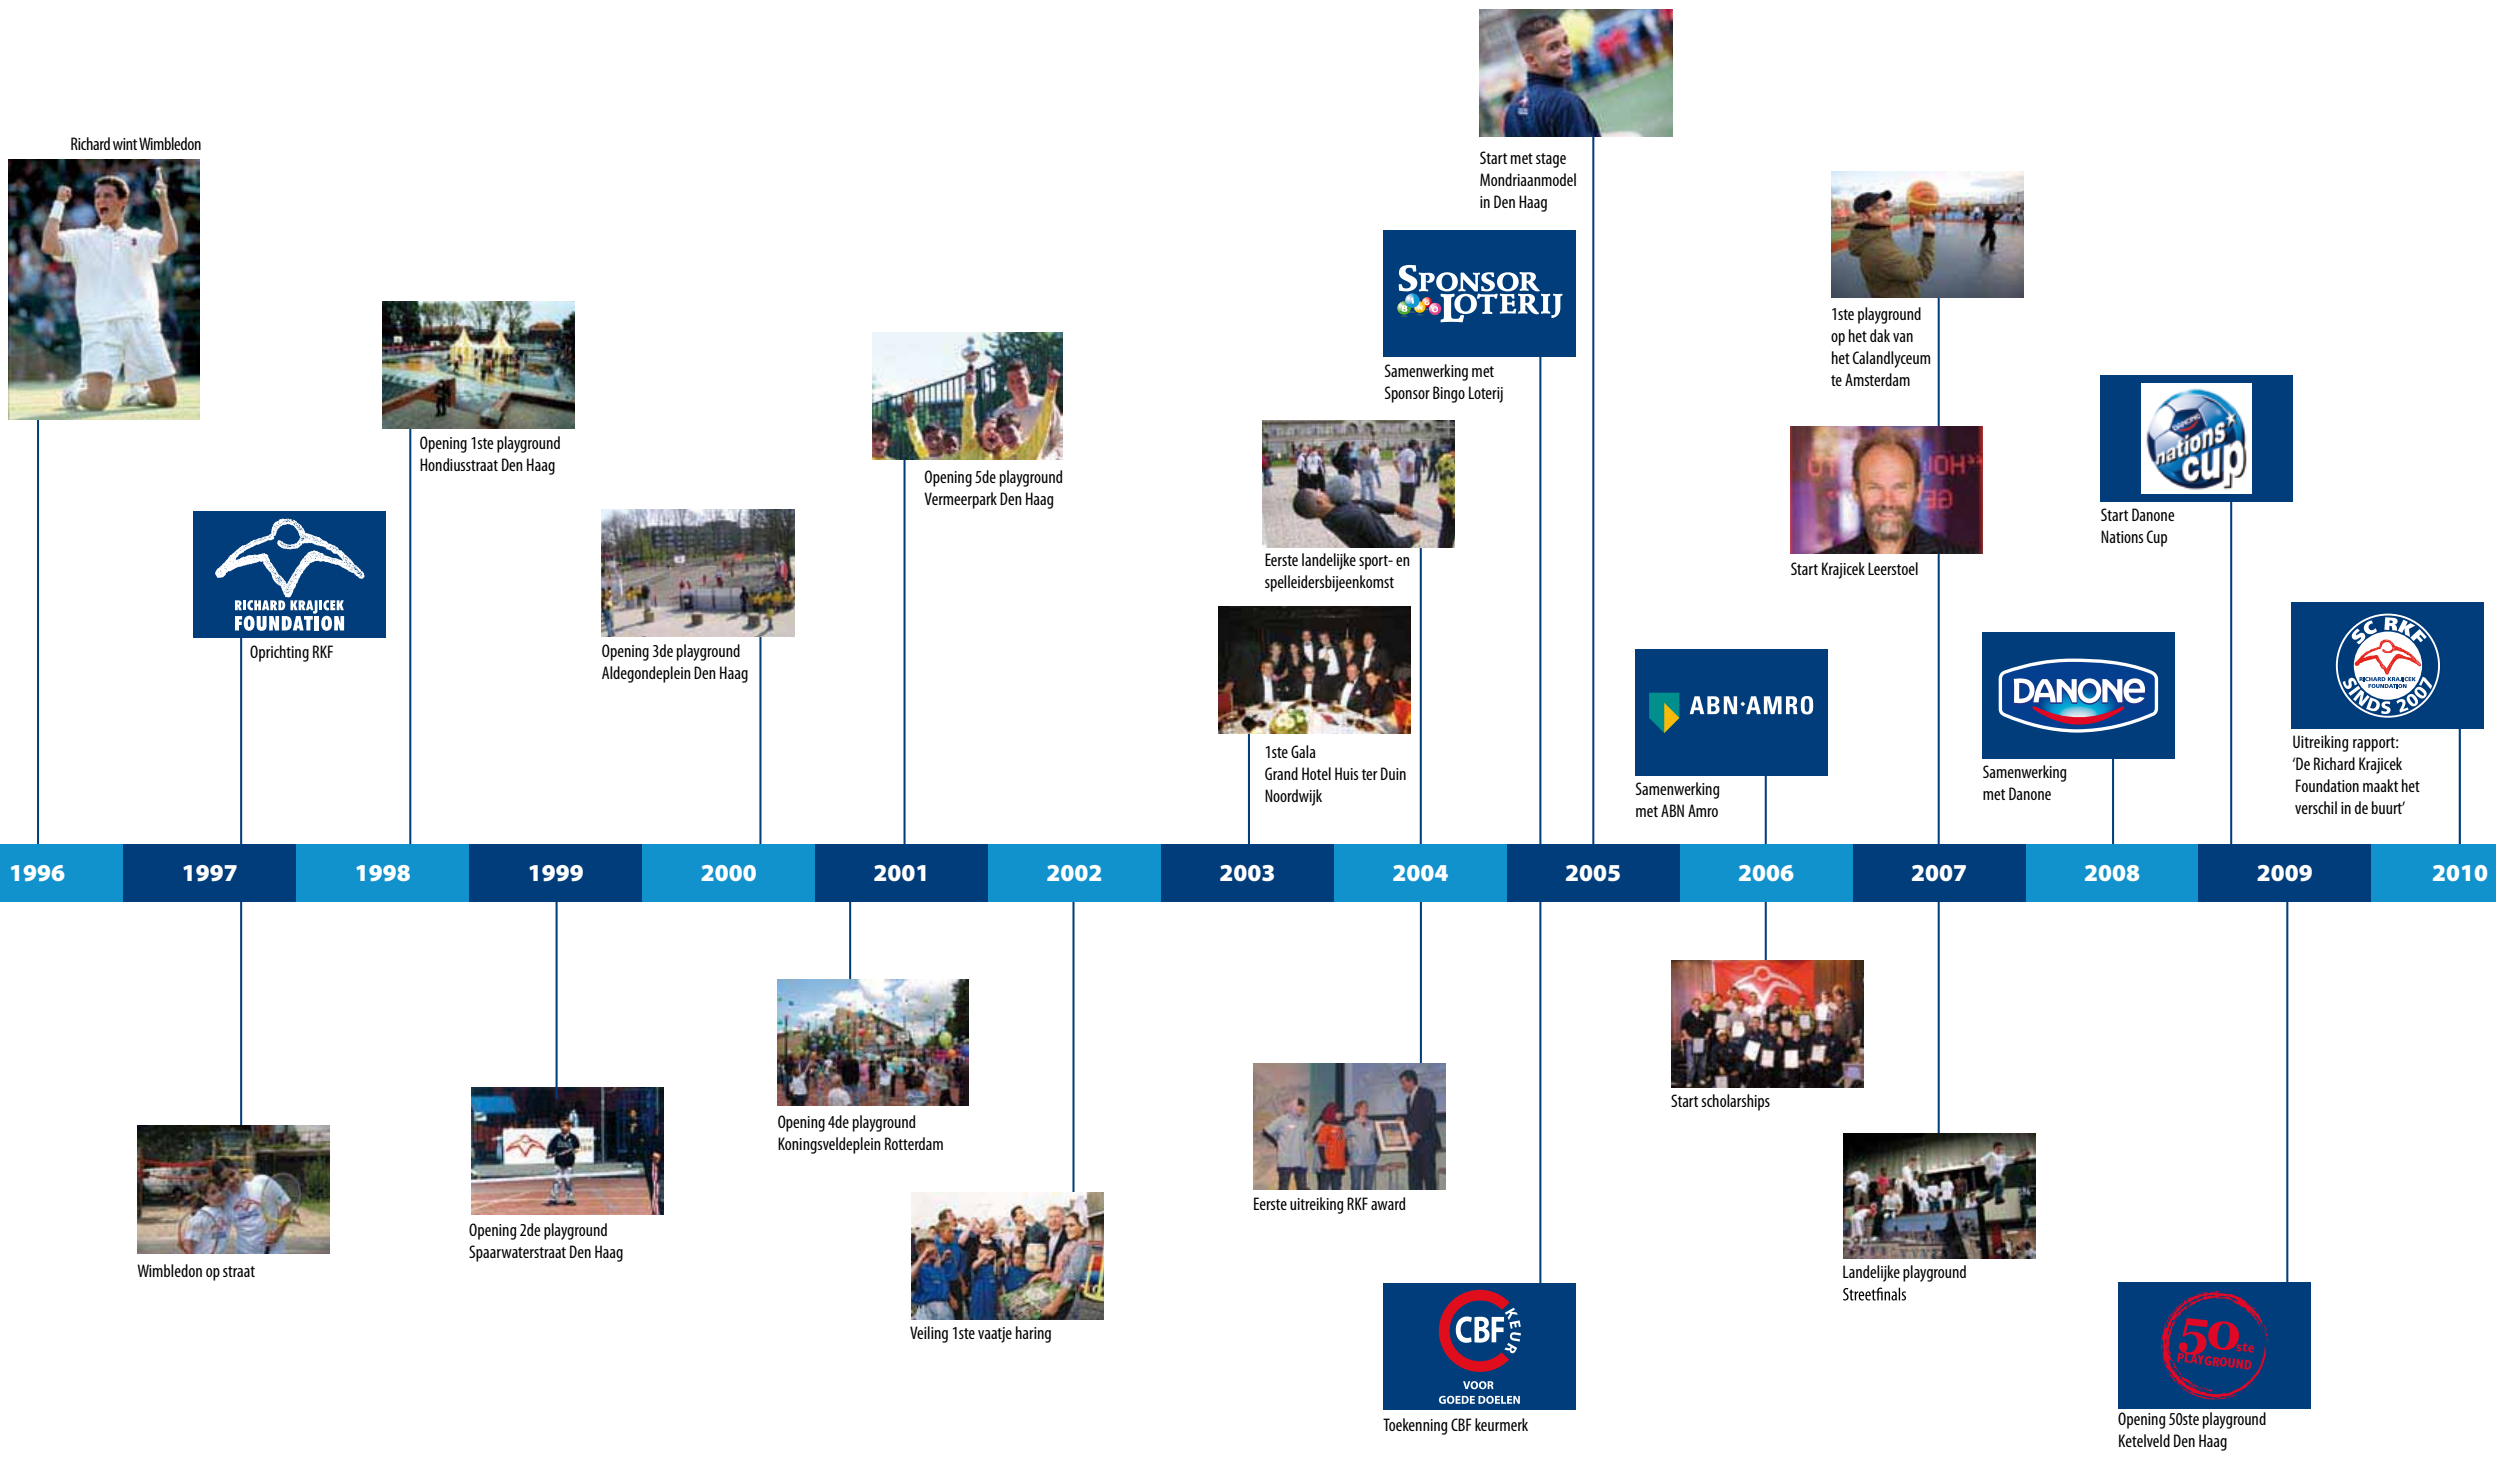 Richard wint Wimbledon
RICHARD KRAJICEK
FOUNDATION
Oprichting RKF
Opening 1ste playground
Hondiusstraat Den Haag
Opening 3de playground
Aldegondeplein Den Haag
Opening 5de playground
Vermeerpark Den Haag
1ste Gala
Grand Hotel Huis ter Duin
Noordwijk
Eerste landelijke sport- en
spelleidersbijeenkomst
SPONSOR
LOTERIJ
Samenwerking met
Sponsor Bingo Loterij
Start met stage
Mondriaanmodel
in Den Haag
ABN·AMRO
Samenwerking
met ABN Amro
1ste playground
op het dak van
het Calandlyceum
te Amsterdam
Start Krajicek Leerstoel
DANONE
Samenwerking
met Danone
DANONE
nations
cup
Start Danone
Nations Cup
SC RKF
RICHARD KRAJICEK
FOUNDATION
SINDS 2007
Uitreiking rapport:
‘De Richard Krajicek
Foundation maakt het
verschil in de buurt’
1996 1997 1998 1999 2000 2001 2002 2003 2004 2005 2006 2007 2008 2009 2010
Wimbledon op straat
Opening 2de playground
Spaarwaterstraat Den Haag
Opening 4de playground
Koningsveldeplein Rotterdam
Veiling 1ste vaatje haring
Eerste uitreiking RKF award
CBF
KEUR
VOOR
GOEDE DOELEN
Toekenning CBF keurmerk
Start scholarships
Landelijke playground
Streetfinals
50ste
PLAYGROUND
Opening 50ste playground
Ketelveld Den Haag